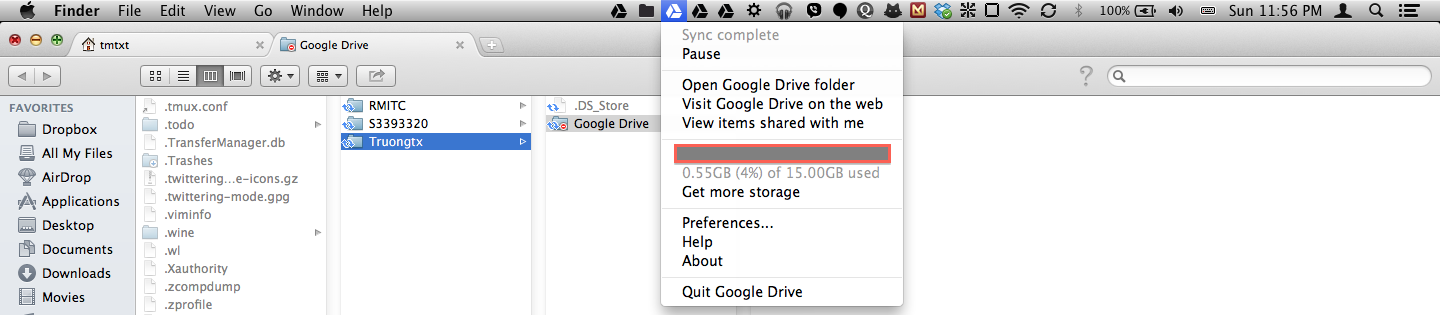 Finder File Edit View Go Window Help 100% Sun 11:56 PM
tmtxt Google Drive
FAVORITES
Dropbox
All My Files
AirDrop
Applications
Desktop
Documents
Downloads
Movies
.tmux.conf
.todo
.TransferManager.db
.Trashes
.twittering...e-icons.gz
.twittering-mode.gpg
.viminfo
.wine
.wl
.Xauthority
.zcompdump
.zprofile
RMITC
S3393320
Truongtx
.DS_Store
Google Drive
Sync complete
Pause
Open Google Drive folder
Visit Google Drive on the web
View items shared with me
0.55GB (4%) of 15.00GB used
Get more storage
Preferences...
Help
About
Quit Google Drive